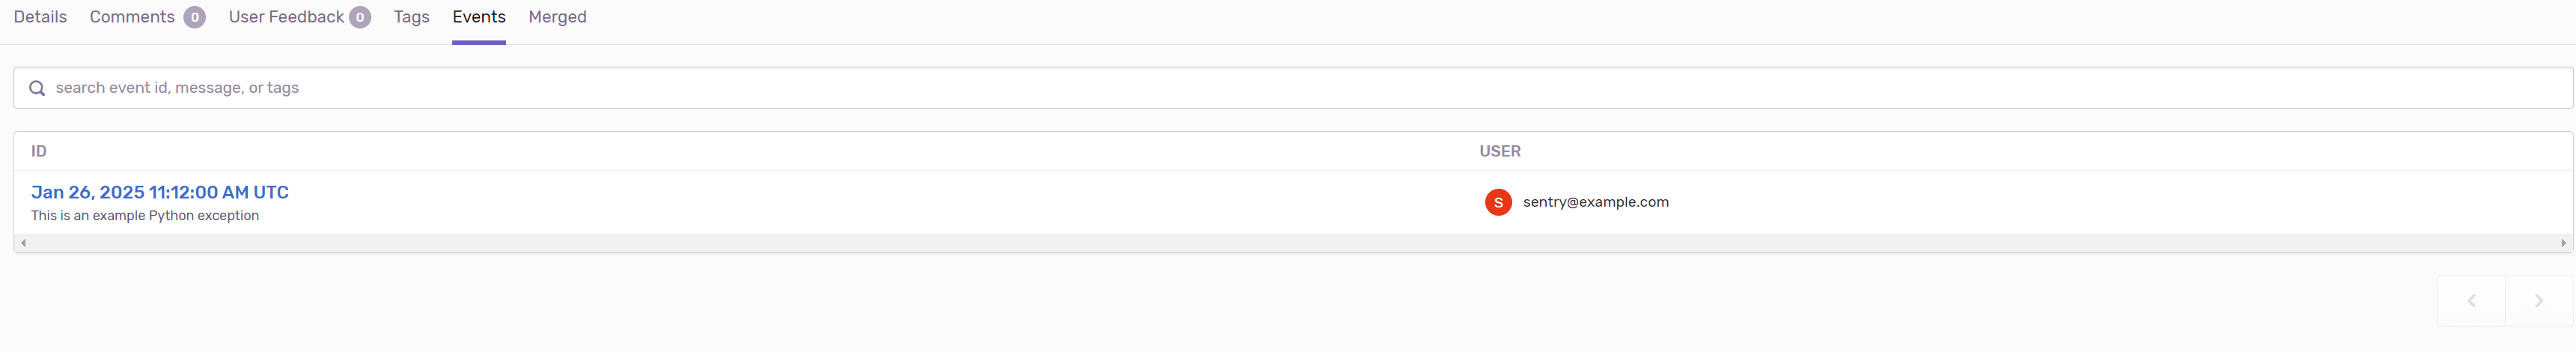 Details Comments 0 User Feedback 0 Tags Events Merged
search event id, message, or tags
ID USER
Jan 26, 2025 11:12:00 AM UTC
This is an example Python exception
S sentry@example.com